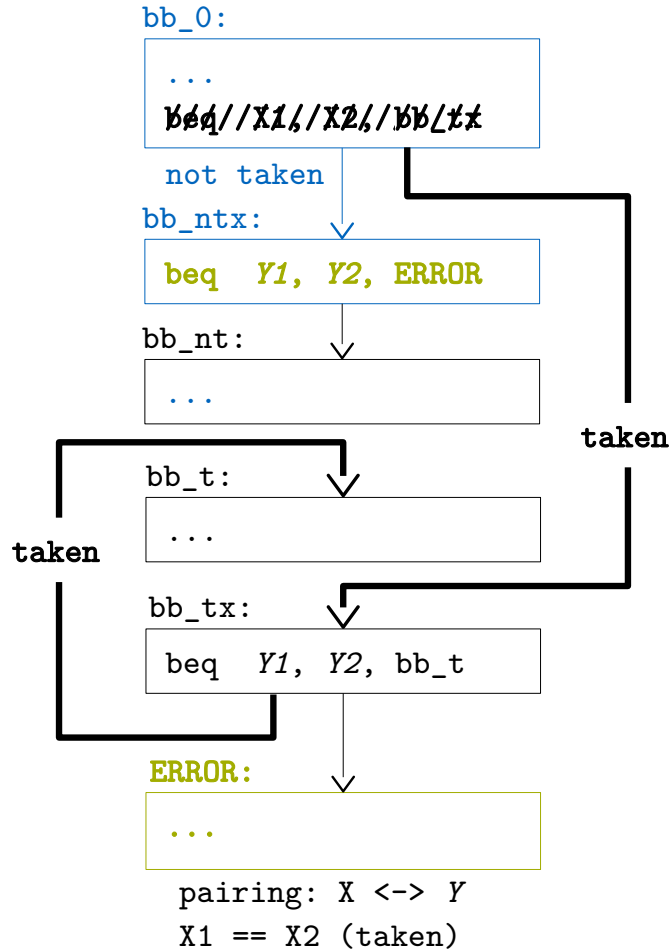 bb_0:
...
beq X1, X2, bb_tx
not taken
bb_ntx:
beq Y1, Y2, ERROR
bb_nt:
...
taken
bb_t:
...
taken
bb_tx:
beq Y1, Y2, bb_t
ERROR:
...
pairing: X <-> Y
X1 == X2 (taken)